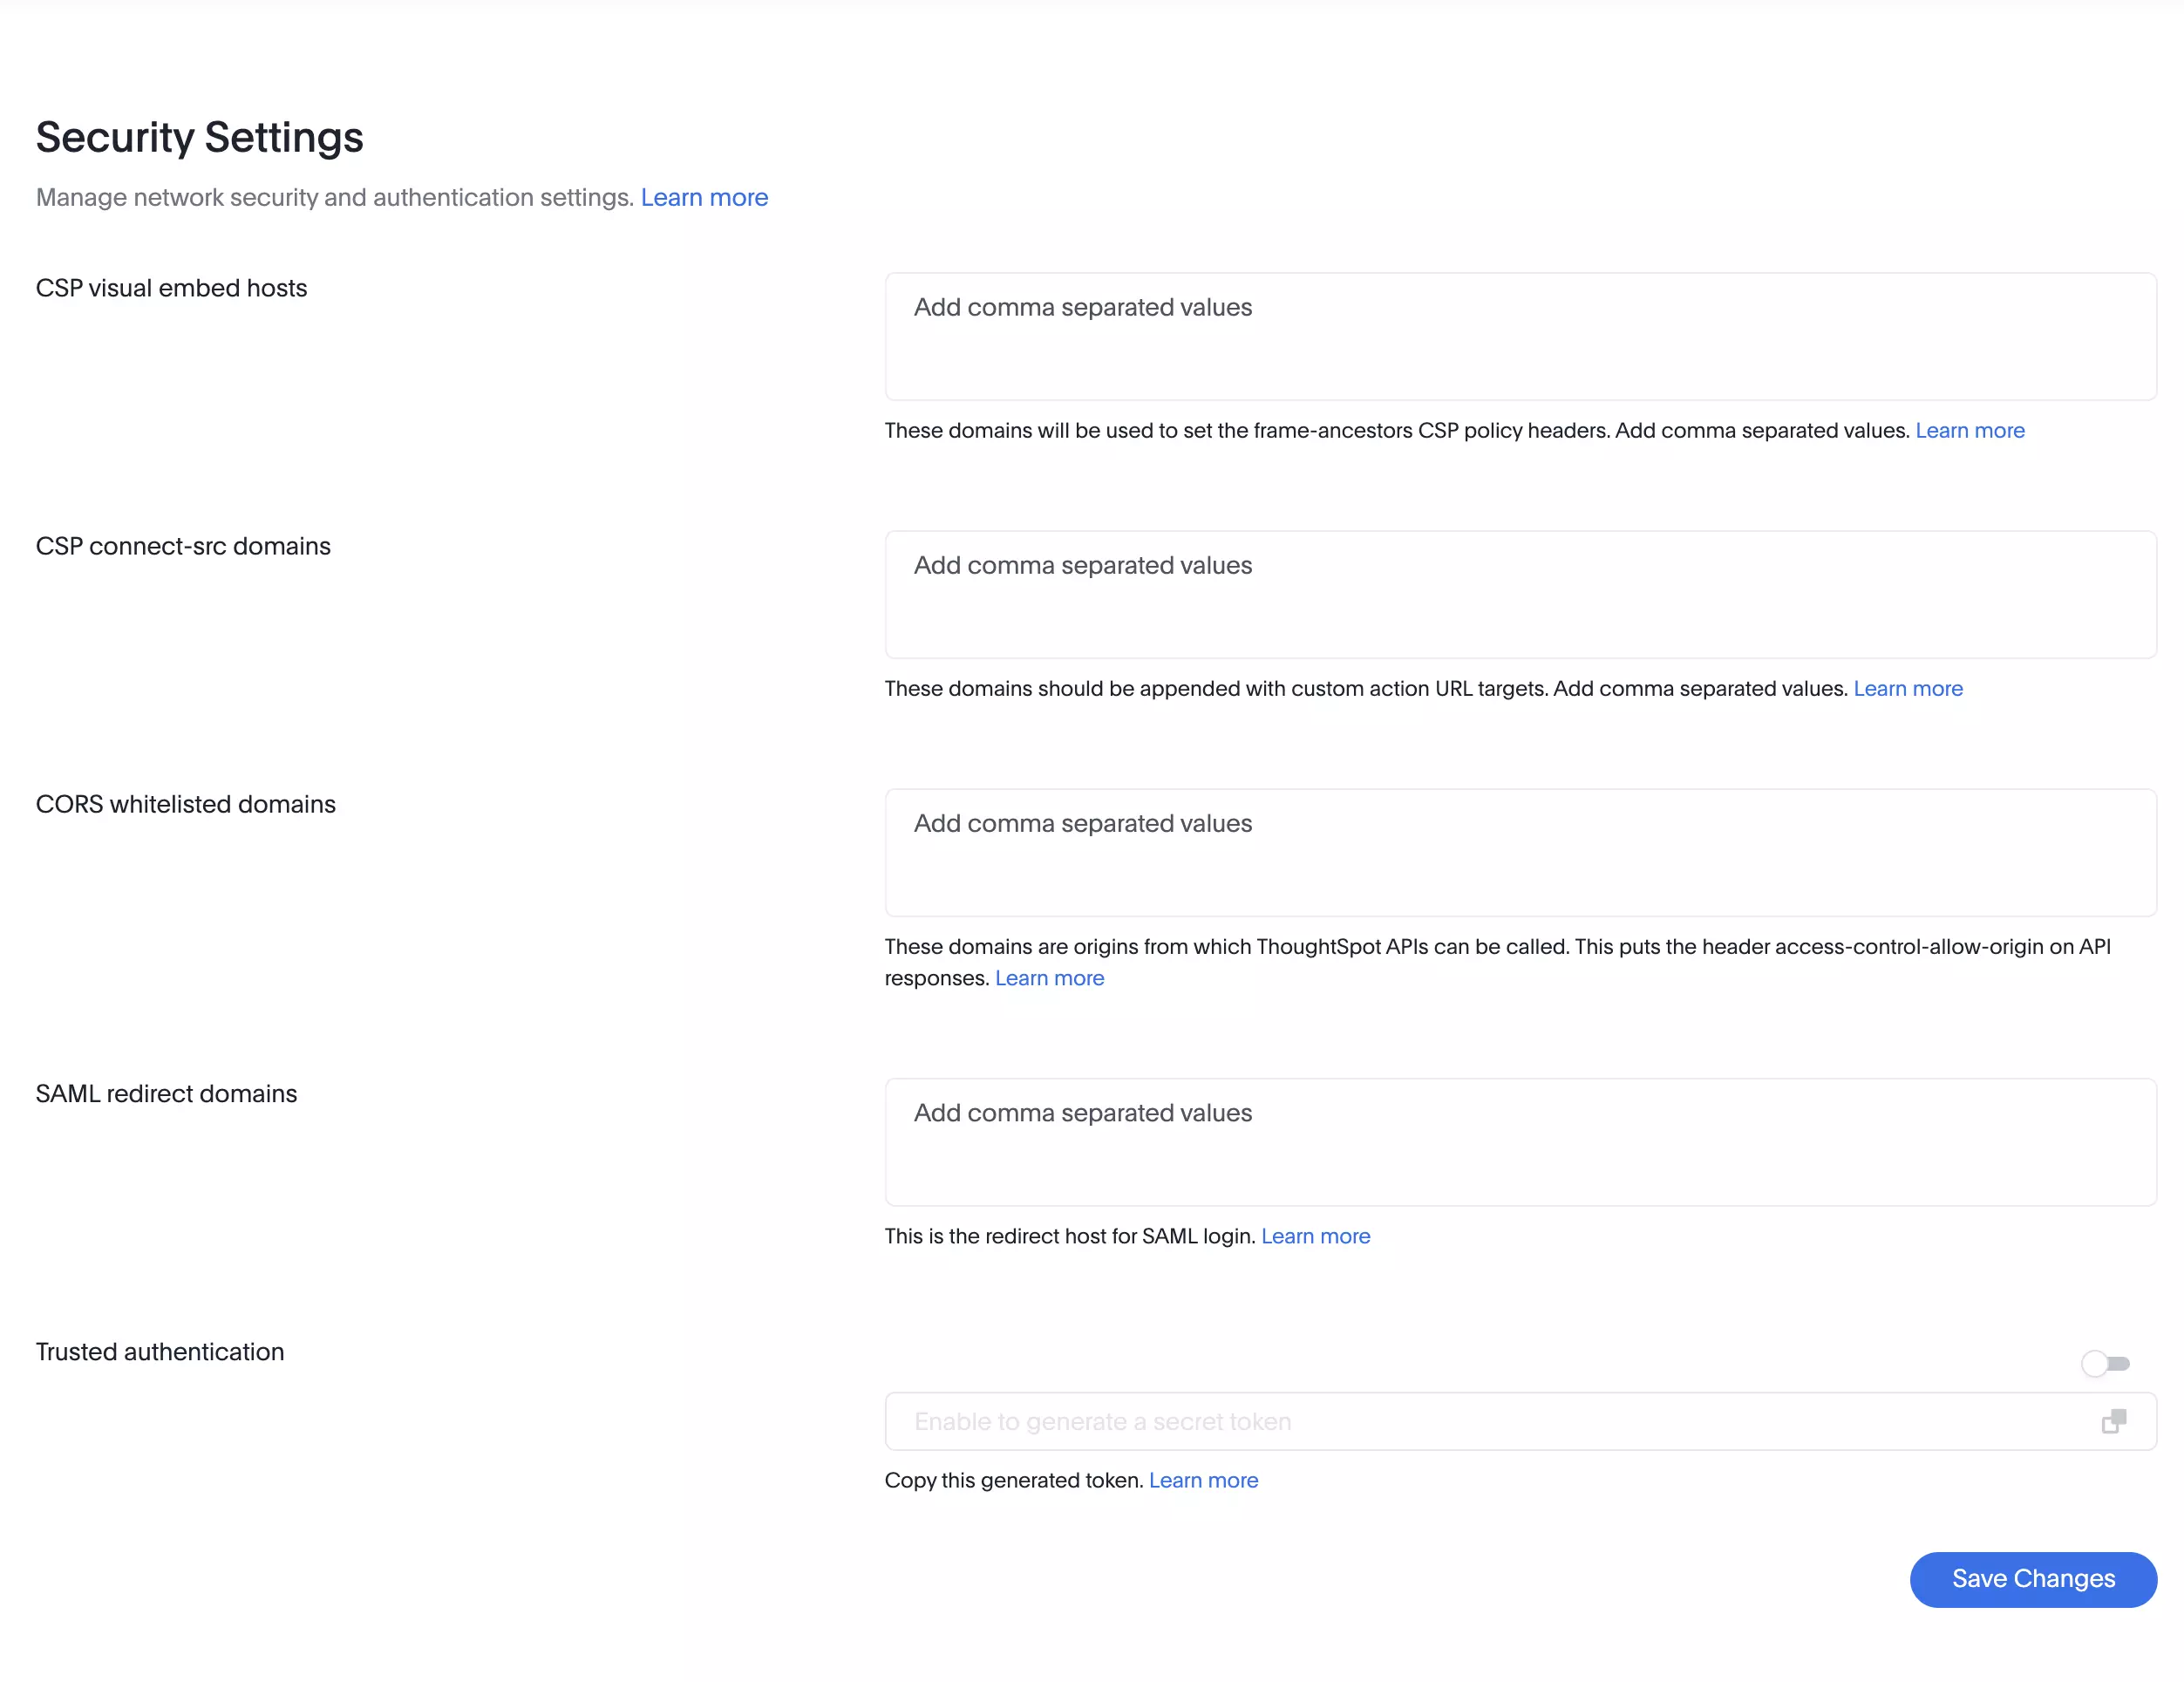 Security Settings
Manage network security and authentication settings. Learn more
CSP visual embed hosts
Add comma separated values
These domains will be used to set the frame-ancestors CSP policy headers. Add comma separated values. Learn more
CSP connect-src domains
Add comma separated values
These domains should be appended with custom action URL targets. Add comma separated values. Learn more
CORS whitelisted domains
Add comma separated values
These domains are origins from which ThoughtSpot APIs can be called. This puts the header access-control-allow-origin on API
responses. Learn more
SAML redirect domains
Add comma separated values
This is the redirect host for SAML login. Learn more
Trusted authentication
Enable to generate a secret token
Copy this generated token. Learn more
Save Changes